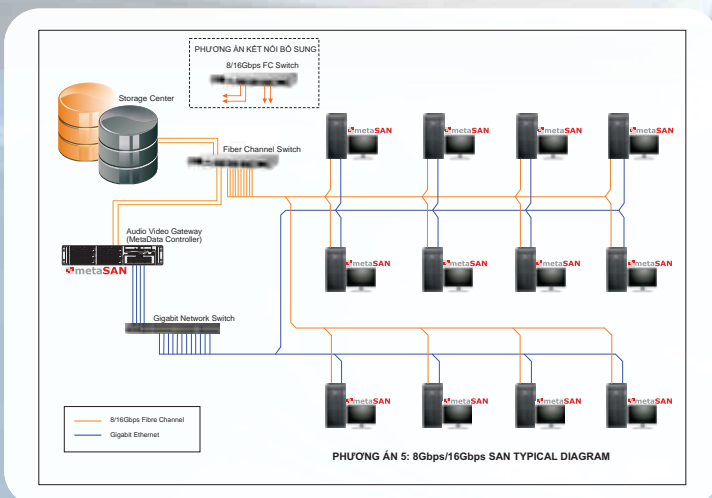 PHƯƠNG ÁN KẾT NỐI BỔ SUNG
8/16Gbps FC Switch
Storage Center
Fiber Channel Switch
metaSAN
metaSAN
metaSAN
metaSAN
Audio Video Gateway
(MetaData Controller)
metaSAN
metaSAN
metaSAN
metaSAN
metaSAN
Gigabit Network Switch
metaSAN
metaSAN
metaSAN
metaSAN
8/16Gbps Fibre Channel
Gigabit Ethernet
PHƯƠNG ÁN 5: 8Gbps/16Gbps SAN TYPICAL DIAGRAM